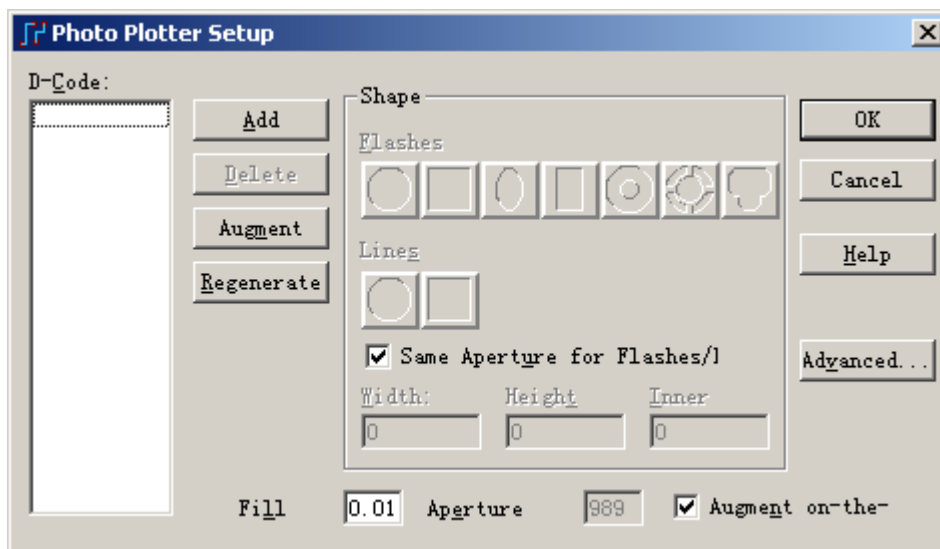 Photo Plotter Setup
D-Code:
Add
Delete
Augment
Regenerate
Shape
Flashes
Lines
Same Aperture for Flashes/l
Width:
Height
Inner
0
0
0
OK
Cancel
Help
Advanced...
Fill
0.01
Aperture
989
Augment on-the-